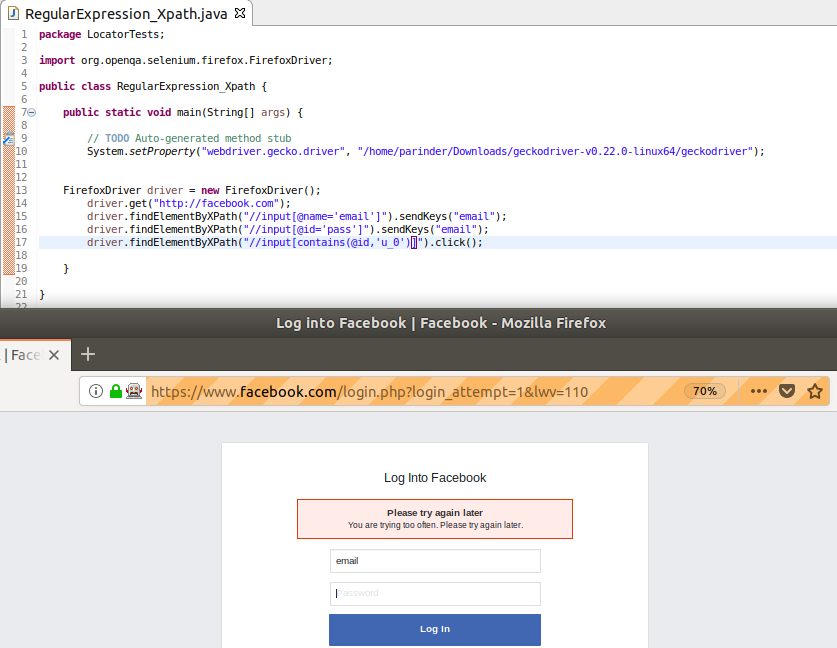 RegularExpression_Xpath.java
1 package LocatorTests;
2
3 import org.openqa.selenium.firefox.FirefoxDriver;
4
5 public class RegularExpression_Xpath {
6
7 public static void main(String[] args) {
8
9 // TODO Auto-generated method stub
10 System.setProperty("webdriver.gecko.driver", "/home/parinder/Downloads/geckodriver-v0.22.0-linux64/geckodriver");
11
12
13 FirefoxDriver driver = new FirefoxDriver();
14 driver.get("http://facebook.com");
15 driver.findElementByXPath("//input[@name='email']").sendKeys("email");
16 driver.findElementByXPath("//input[@id='pass']").sendKeys("email");
17 driver.findElementByXPath("//input[contains(@id,'u_0')]").click();
18
19 }
20
21 }
22
Log into Facebook | Facebook - Mozilla Firefox
| Face
https://www.facebook.com/login.php?login_attempt=1&lwv=110 70%
Log Into Facebook
Please try again later
You are trying too often. Please try again later.
email
Password
Log In